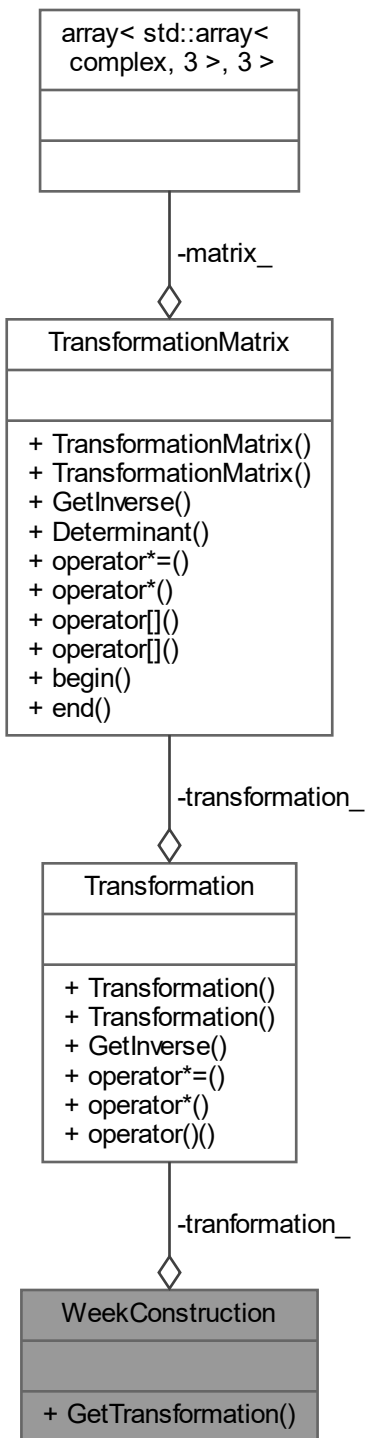 array< std::array<
complex, 3 >, 3 >
-matrix_
TransformationMatrix
+ TransformationMatrix()
+ TransformationMatrix()
+ GetInverse()
+ Determinant()
+ operator*=()
+ operator*()
+ operator[]()
+ operator[]()
+ begin()
+ end()
-transformation_
Transformation
+ Transformation()
+ Transformation()
+ GetInverse()
+ operator*=()
+ operator*()
+ operator()()
-tranformation_
WeekConstruction
+ GetTransformation()